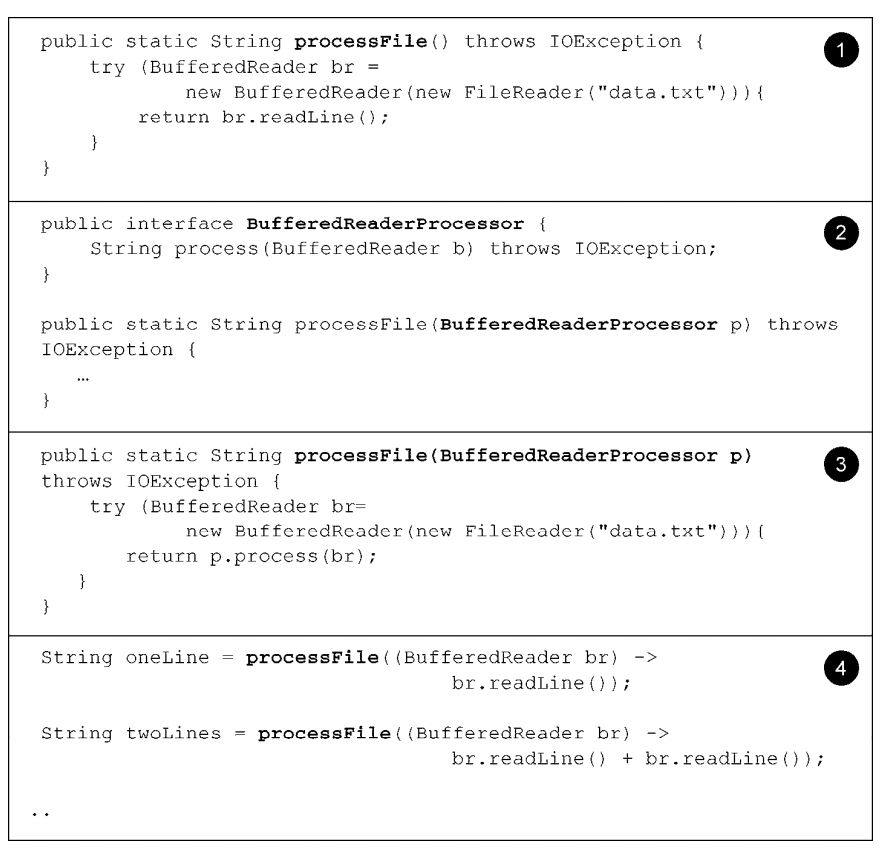 public static String processFile() throws IOException {
1
try (BufferedReader br =
new BufferedReader(new FileReader("data.txt"))){
return br.readLine();
}
}
public interface BufferedReaderProcessor {
2
String process(BufferedReader b) throws IOException;
}
public static String processFile(BufferedReaderProcessor p) throws
IOException {
…
}
public static String processFile(BufferedReaderProcessor p)
3
throws IOException {
try (BufferedReader br=
new BufferedReader(new FileReader("data.txt"))){
return p.process(br);
}
}
String oneLine = processFile((BufferedReader br) ->
4
br.readLine());
String twoLines = processFile((BufferedReader br) ->
br.readLine() + br.readLine());
..